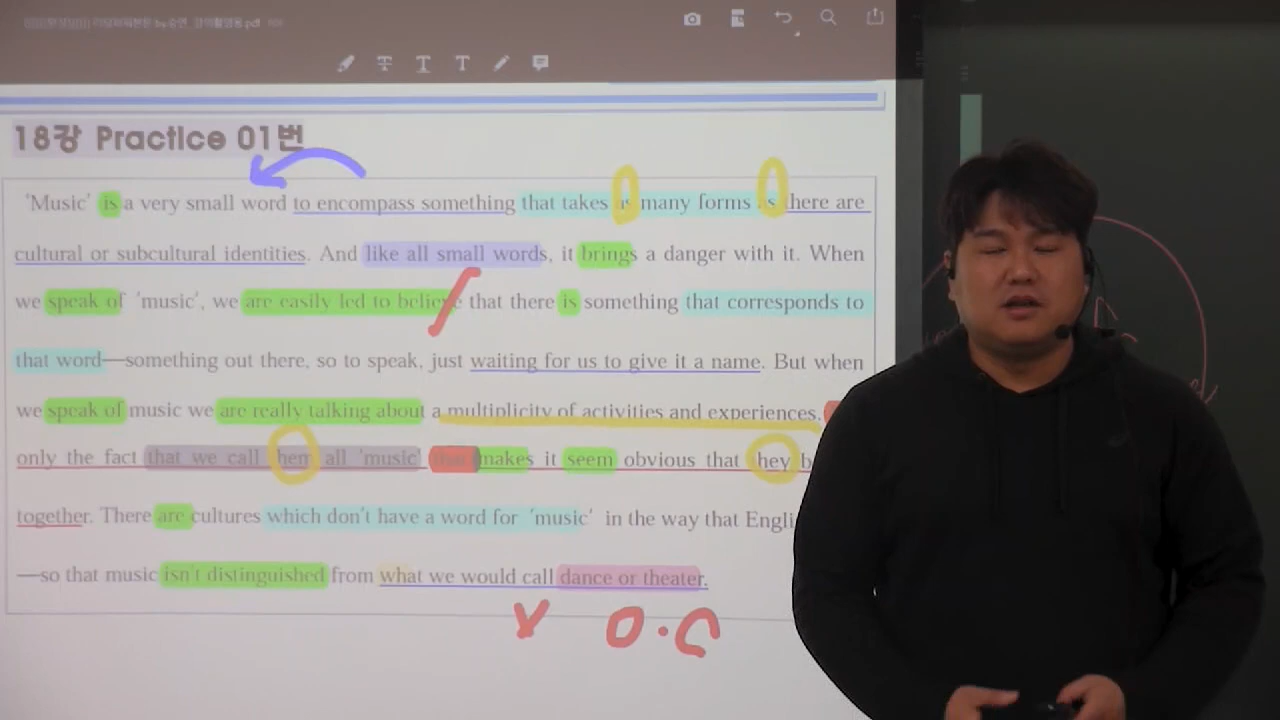 18강 Practice 01번
'Music' is a very small word to encompass something that takes as many forms as there are
cultural or subcultural identities. And like all small words, it brings a danger with it. When
we speak of 'music', we are easily led to believe that there is something that corresponds to
that word—something out there, so to speak, just waiting for us to give it a name. But when
we speak of music we are really talking about a multiplicity of activities and experiences.
only the fact that we call them all 'music' that makes it seem obvious that they b
together. There are cultures which don't have a word for 'music' in the way that Engli
—so that music isn't distinguished from what we would call dance or theater.
X O.C